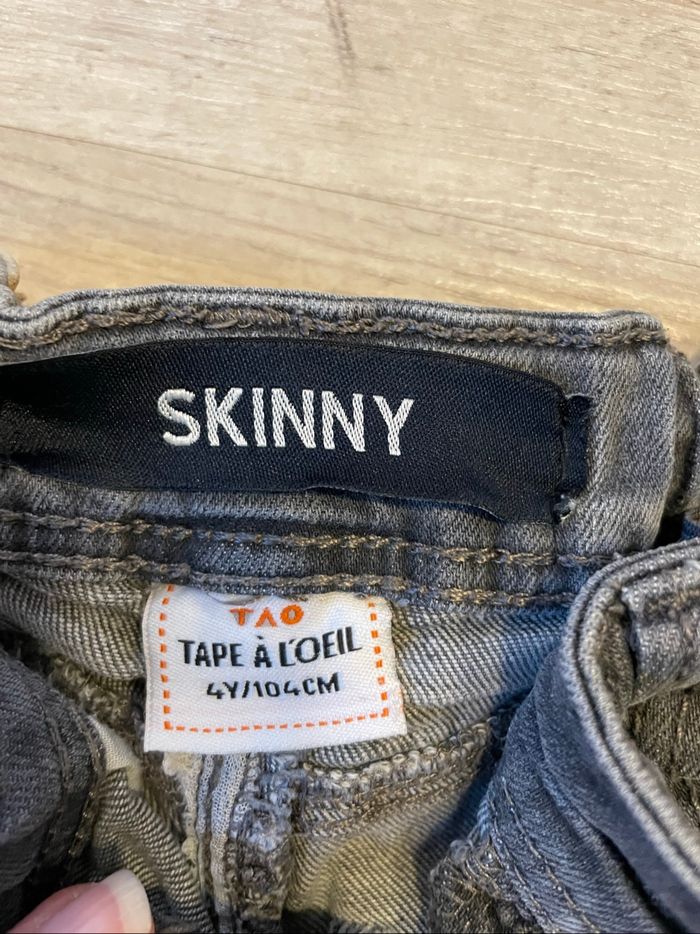 SKINNY
TAO
TAPE À L'OEIL
4Y/104CM